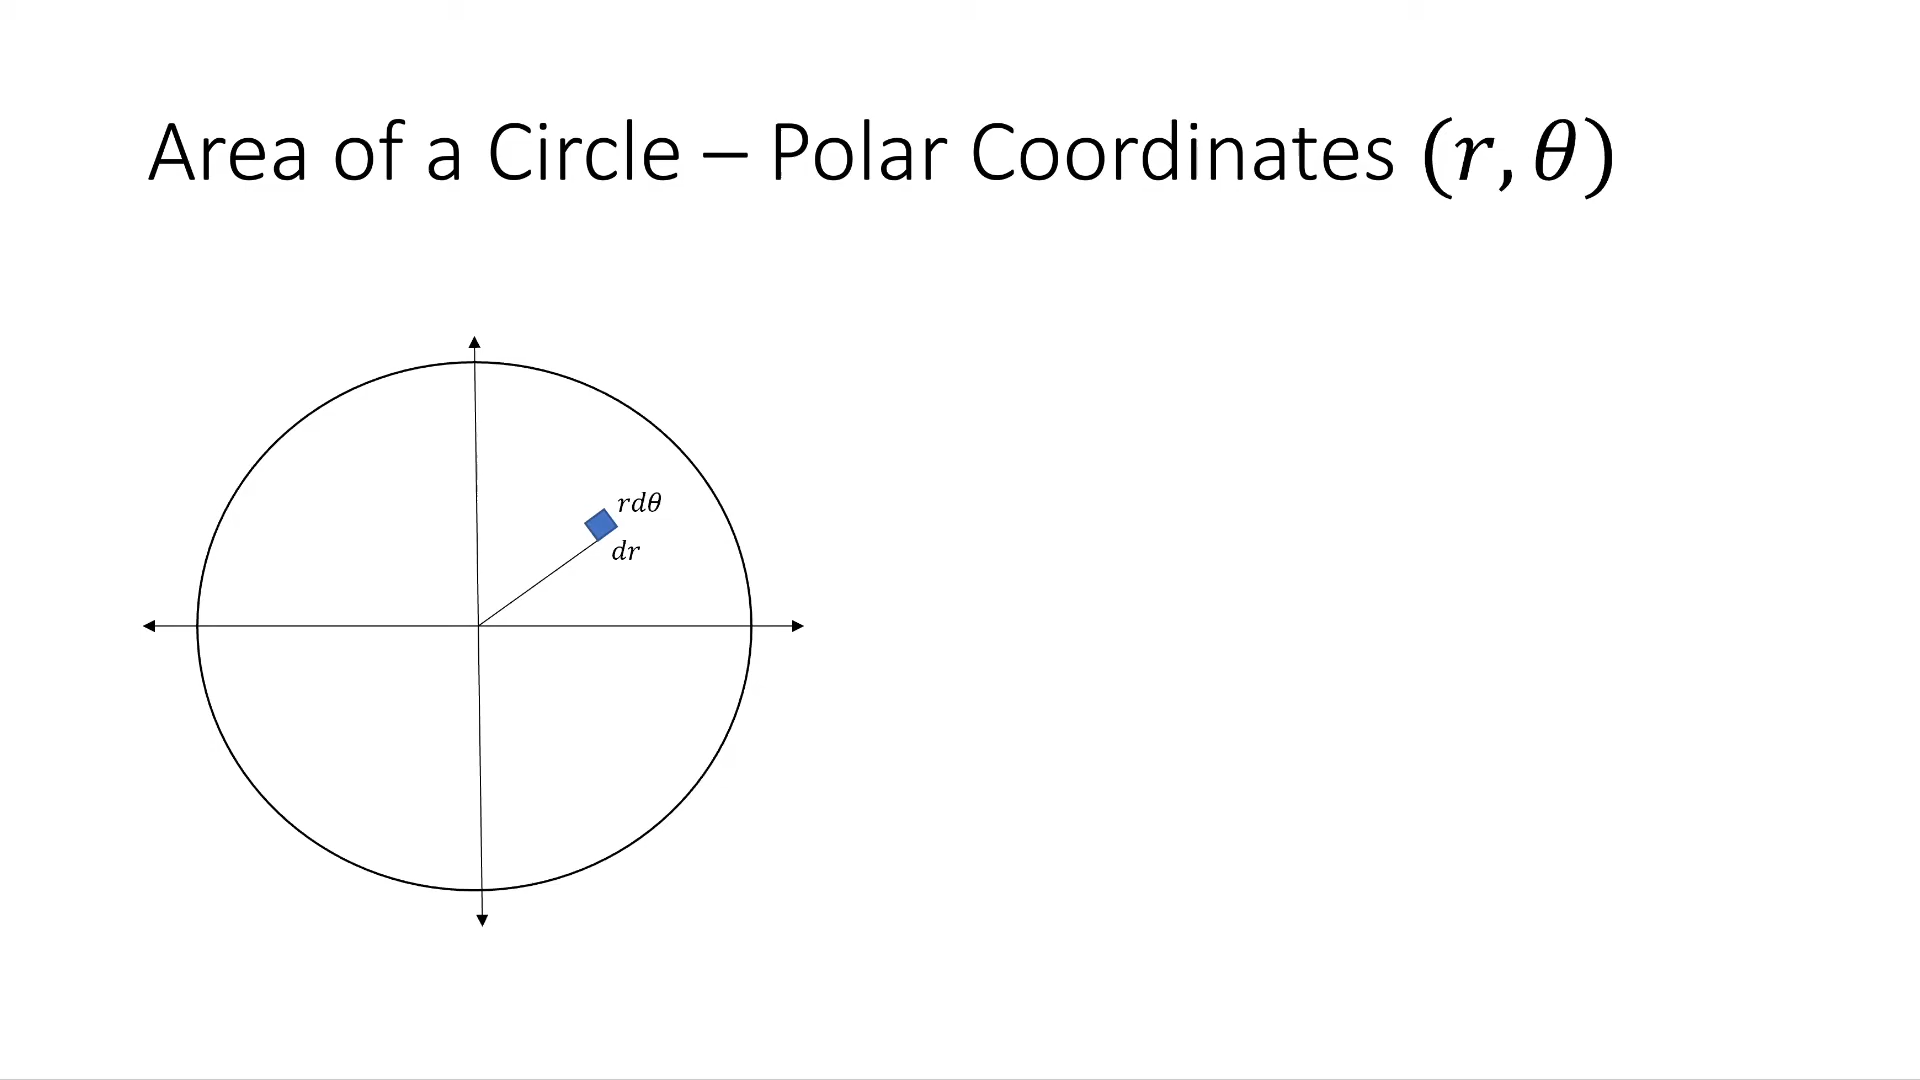 Area of a Circle – Polar Coordinates (𝑟, 𝜃)
𝑟𝑑𝜃
𝑑𝑟